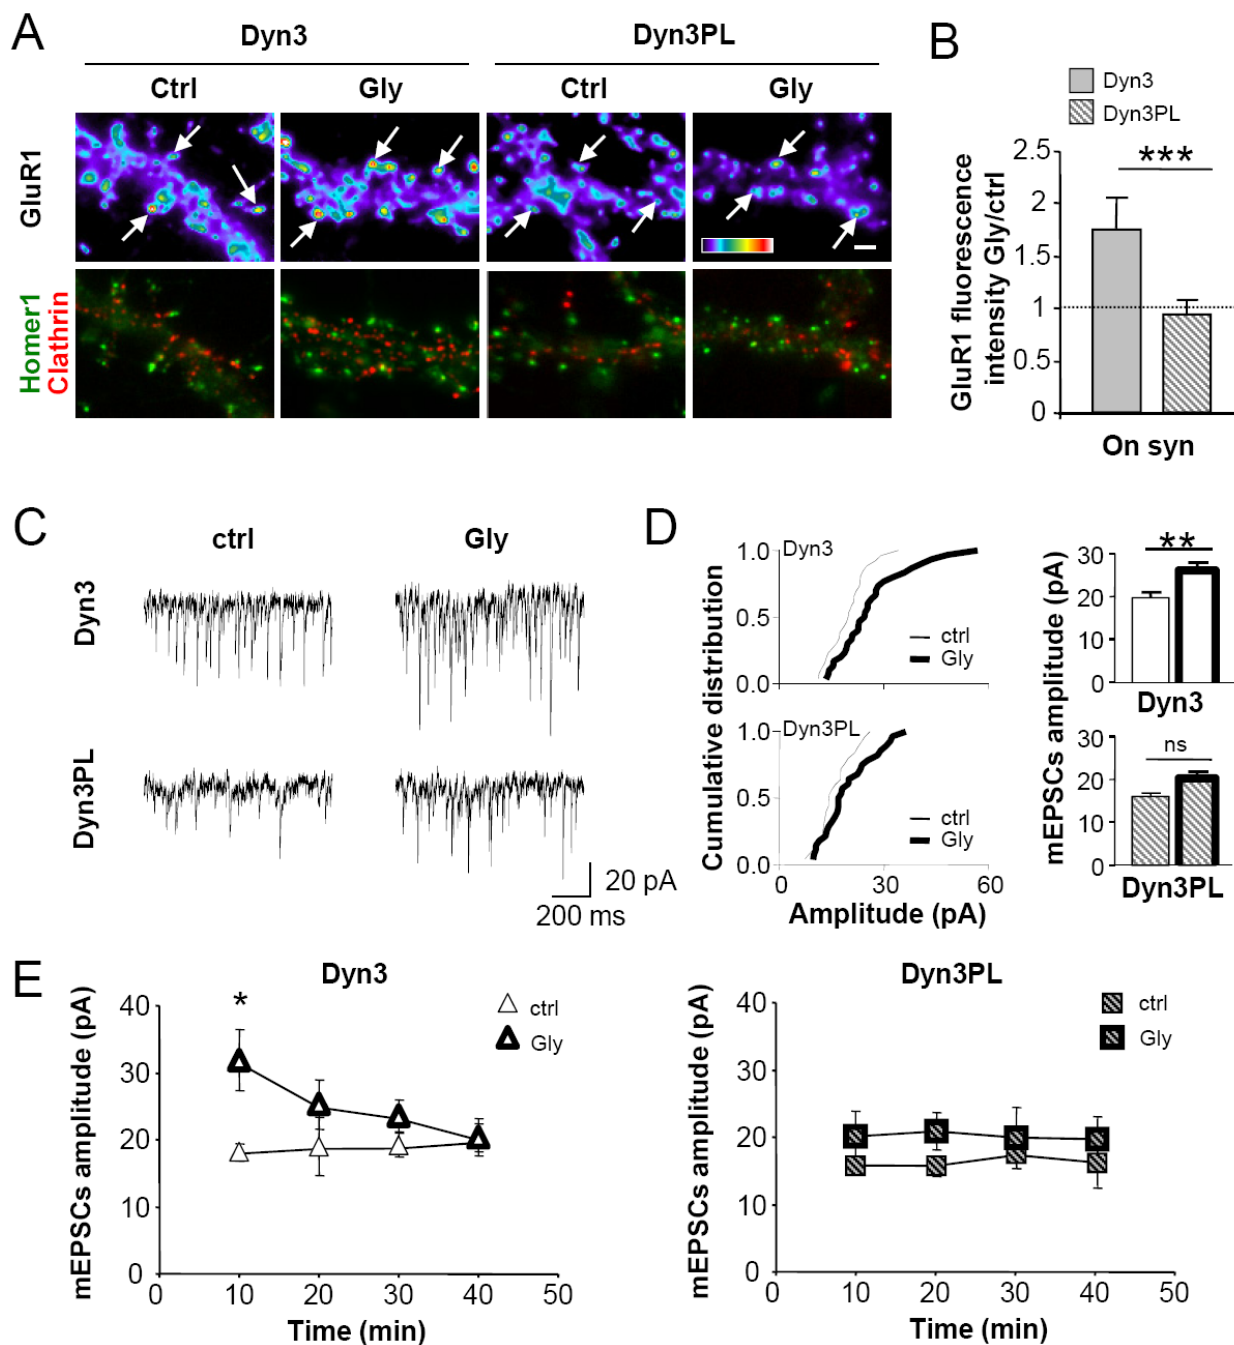 A
Dyn3
Dyn3PL
Ctrl
Gly
Ctrl
Gly
GluR1
Homer1
Clathrin
B
Dyn3
Dyn3PL
GluR1 fluorescence
intensity Gly/ctrl
2.5
2
1.5
1
0.5
0
***
On syn
C
ctrl
Gly
Dyn3
Dyn3PL
20 pA
200 ms
D
Cumulative distribution
1.0
0.5
0.0
Dyn3
ctrl
Gly
1.0
0.5
0.0
Dyn3PL
ctrl
Gly
0
30
60
Amplitude (pA)
mEPSCs amplitude (pA)
30
20
10
0
**
Dyn3
30
20
10
0
ns
Dyn3PL
E
Dyn3
mEPSCs amplitude (pA)
40
30
20
10
0
*
ctrl
Gly
0
10
20
30
40
50
Time (min)
Dyn3PL
mEPSCs amplitude (pA)
40
30
20
10
0
ctrl
Gly
0
10
20
30
40
50
Time (min)